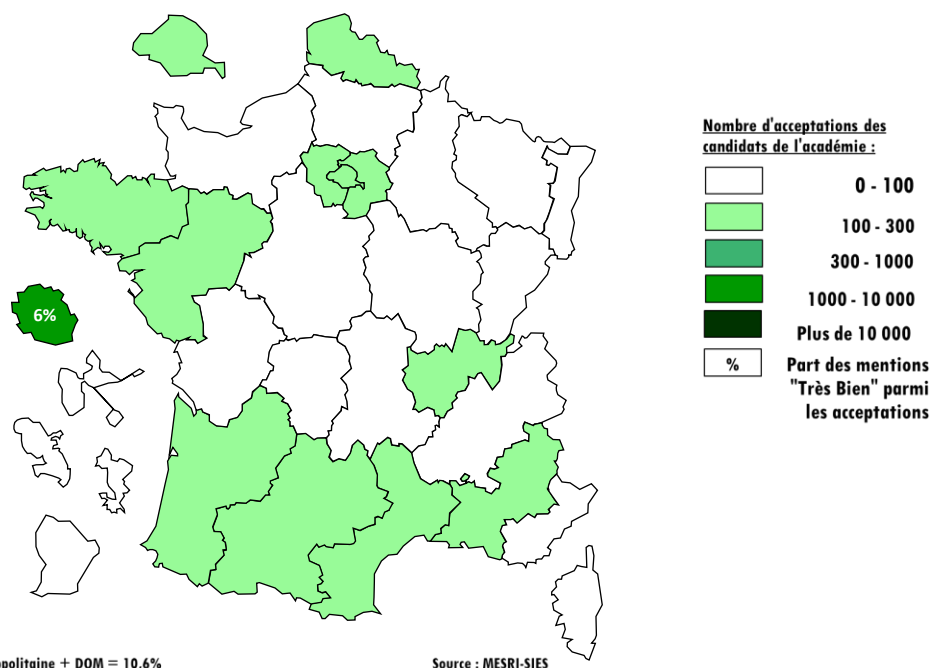 Nombre d'acceptations des
candidats de l'académie :
0 - 100
100 - 300
300 - 1000
1000 - 10 000
Plus de 10 000
% Part des mentions
"Très Bien" parmi
les acceptations
6%
opolitaine + DOM = 10,6%
Source : MESRI-SIES